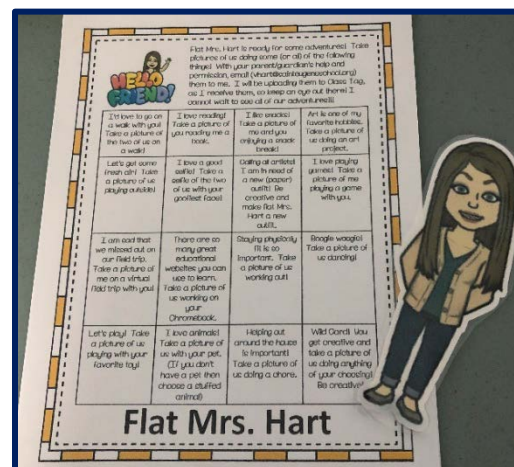 Flat Mrs. Hart is ready for some adventures! Take
pictures of us doing some (or all) of the following
things! With your parent/guardian's help and
permission, email
them to me. I will be uploading them to Class Tag,
as I receive them, so keep an eye out there! I
cannot wait to see all of our adventures!!!
HELLO
FRIEND!
I'd love to go on
a walk with you!
Take a picture of
the two of us on
a walk!
I love reading!
Take a picture of
you reading me a
book.
I like snacks!
Take a picture of
me and you
enjoying a snack
break!
Art is one of my
favorite hobbies.
Take a picture of
us doing an art
project.
Let's get some
fresh air! Take a
picture of us
playing outside!
I love a good
selfie! Take a
selfie of the two
of us with your
goofiest face!
Calling all artists!
I am in need of
a new (paper)
outfit! Be
creative and
make flat Mrs.
Hart a new
outfit.
I love playing
games! Take a
picture of me
playing a game
with you.
I am sad that
we missed out on
our field trip.
Take a picture of
me on a virtual
field trip with you!
There are so
many great
educational
websites you can
use to learn.
Take a picture of
us working on
your
Chromebook.
Staying physically
fit is so
important. Take
a picture of us
working out!
Boogie woogie!
Take a picture of
us dancing!
Let's play! Take
a picture of us
playing with your
favorite toy!
I love animals!
Take a picture of
us with your pet.
(If you don't
have a pet then
choose a stuffed
animal)
Helping out
around the house
is important!
Take a picture of
us doing a chore.
Wild Card! You
get creative and
take a picture of
us doing anything
of your choosing!
Be creative!
Flat Mrs. Hart